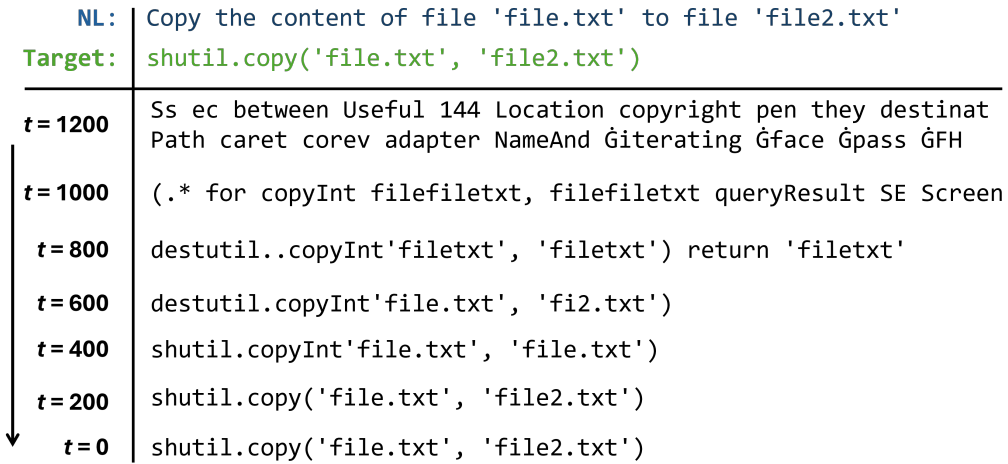 NL: Copy the content of file 'file.txt' to file 'file2.txt'
Target: shutil.copy('file.txt', 'file2.txt')
t = 1200 Ss ec between Useful 144 Location copyright pen they destinat
Path caret corev adapter NameAnd Ġiterating Ġface Ġpass ĠFH
t = 1000 (.* for copyInt filefiletxt, filefiletxt queryResult SE Screen
t = 800 destutil..copyInt'filetxt', 'filetxt') return 'filetxt'
t = 600 destutil.copyInt'file.txt', 'fi2.txt')
t = 400 shutil.copyInt'file.txt', 'file.txt')
t = 200 shutil.copy('file.txt', 'file2.txt')
t = 0 shutil.copy('file.txt', 'file2.txt')